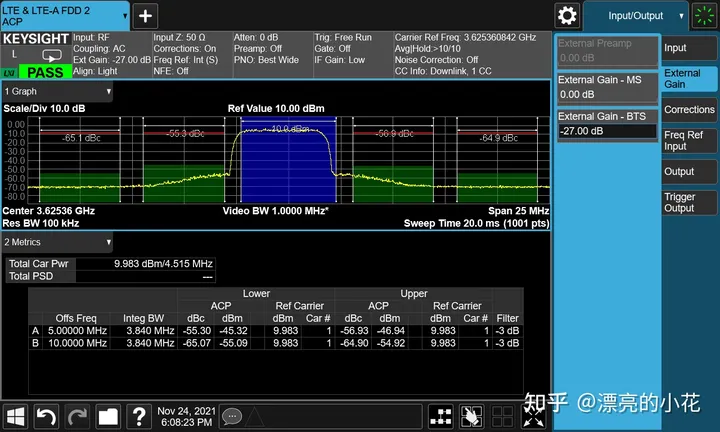 LTE & LTE-A FDD 2
ACP
Input/Output
KEYSIGHT
L
LXI
PASS
Input: RF
Coupling: AC
Ext Gain: -27.00 dB
Align: Light
Input Z: 50 Ω
Corrections: On
Freq Ref: Int (S)
NFE: Off
Atten: 0 dB
Preamp: Off
PNO: Best Wide
Trig: Free Run
Gate: Off
IF Gain: Low
Carrier Ref Freq: 3.625360842 GHz
Avg|Hold:>10/10
Noise Correction: Off
CC Info: Downlink, 1 CC
1 Graph
Scale/Div 10.0 dB
Ref Value 10.00 dBm
0.00
-10.0
-20.0
-30.0
-40.0
-50.0
-60.0
-70.0
-80.0
-65.1 dBc
-55.3 dBc
10.0 dBm
-56.9 dBc
-64.9 dBc
Center 3.62536 GHz
Video BW 1.0000 MHz*
Span 25 MHz
Res BW 100 kHz
Sweep Time 20.0 ms (1001 pts)
2 Metrics
Total Car Pwr 9.983 dBm/4.515 MHz
Total PSD ---
Lower Upper
ACP Ref Carrier ACP Ref Carrier
Offs Freq Integ BW dBc dBm dBm Car # dBc dBm dBm Car # Filter
A 5.00000 MHz 3.840 MHz -55.30 -45.32 9.983 1 -56.93 -46.94 9.983 1 -3 dB
B 10.0000 MHz 3.840 MHz -65.07 -55.09 9.983 1 -64.90 -54.92 9.983 1 -3 dB
External Preamp
0.00 dB
External Gain - MS
0.00 dB
External Gain - BTS
-27.00 dB
Input
External
Gain
Corrections
Freq Ref
Input
Output
Trigger
Output
?
Nov 24, 2021
6:08:23 PM
知乎 @漂亮的小花